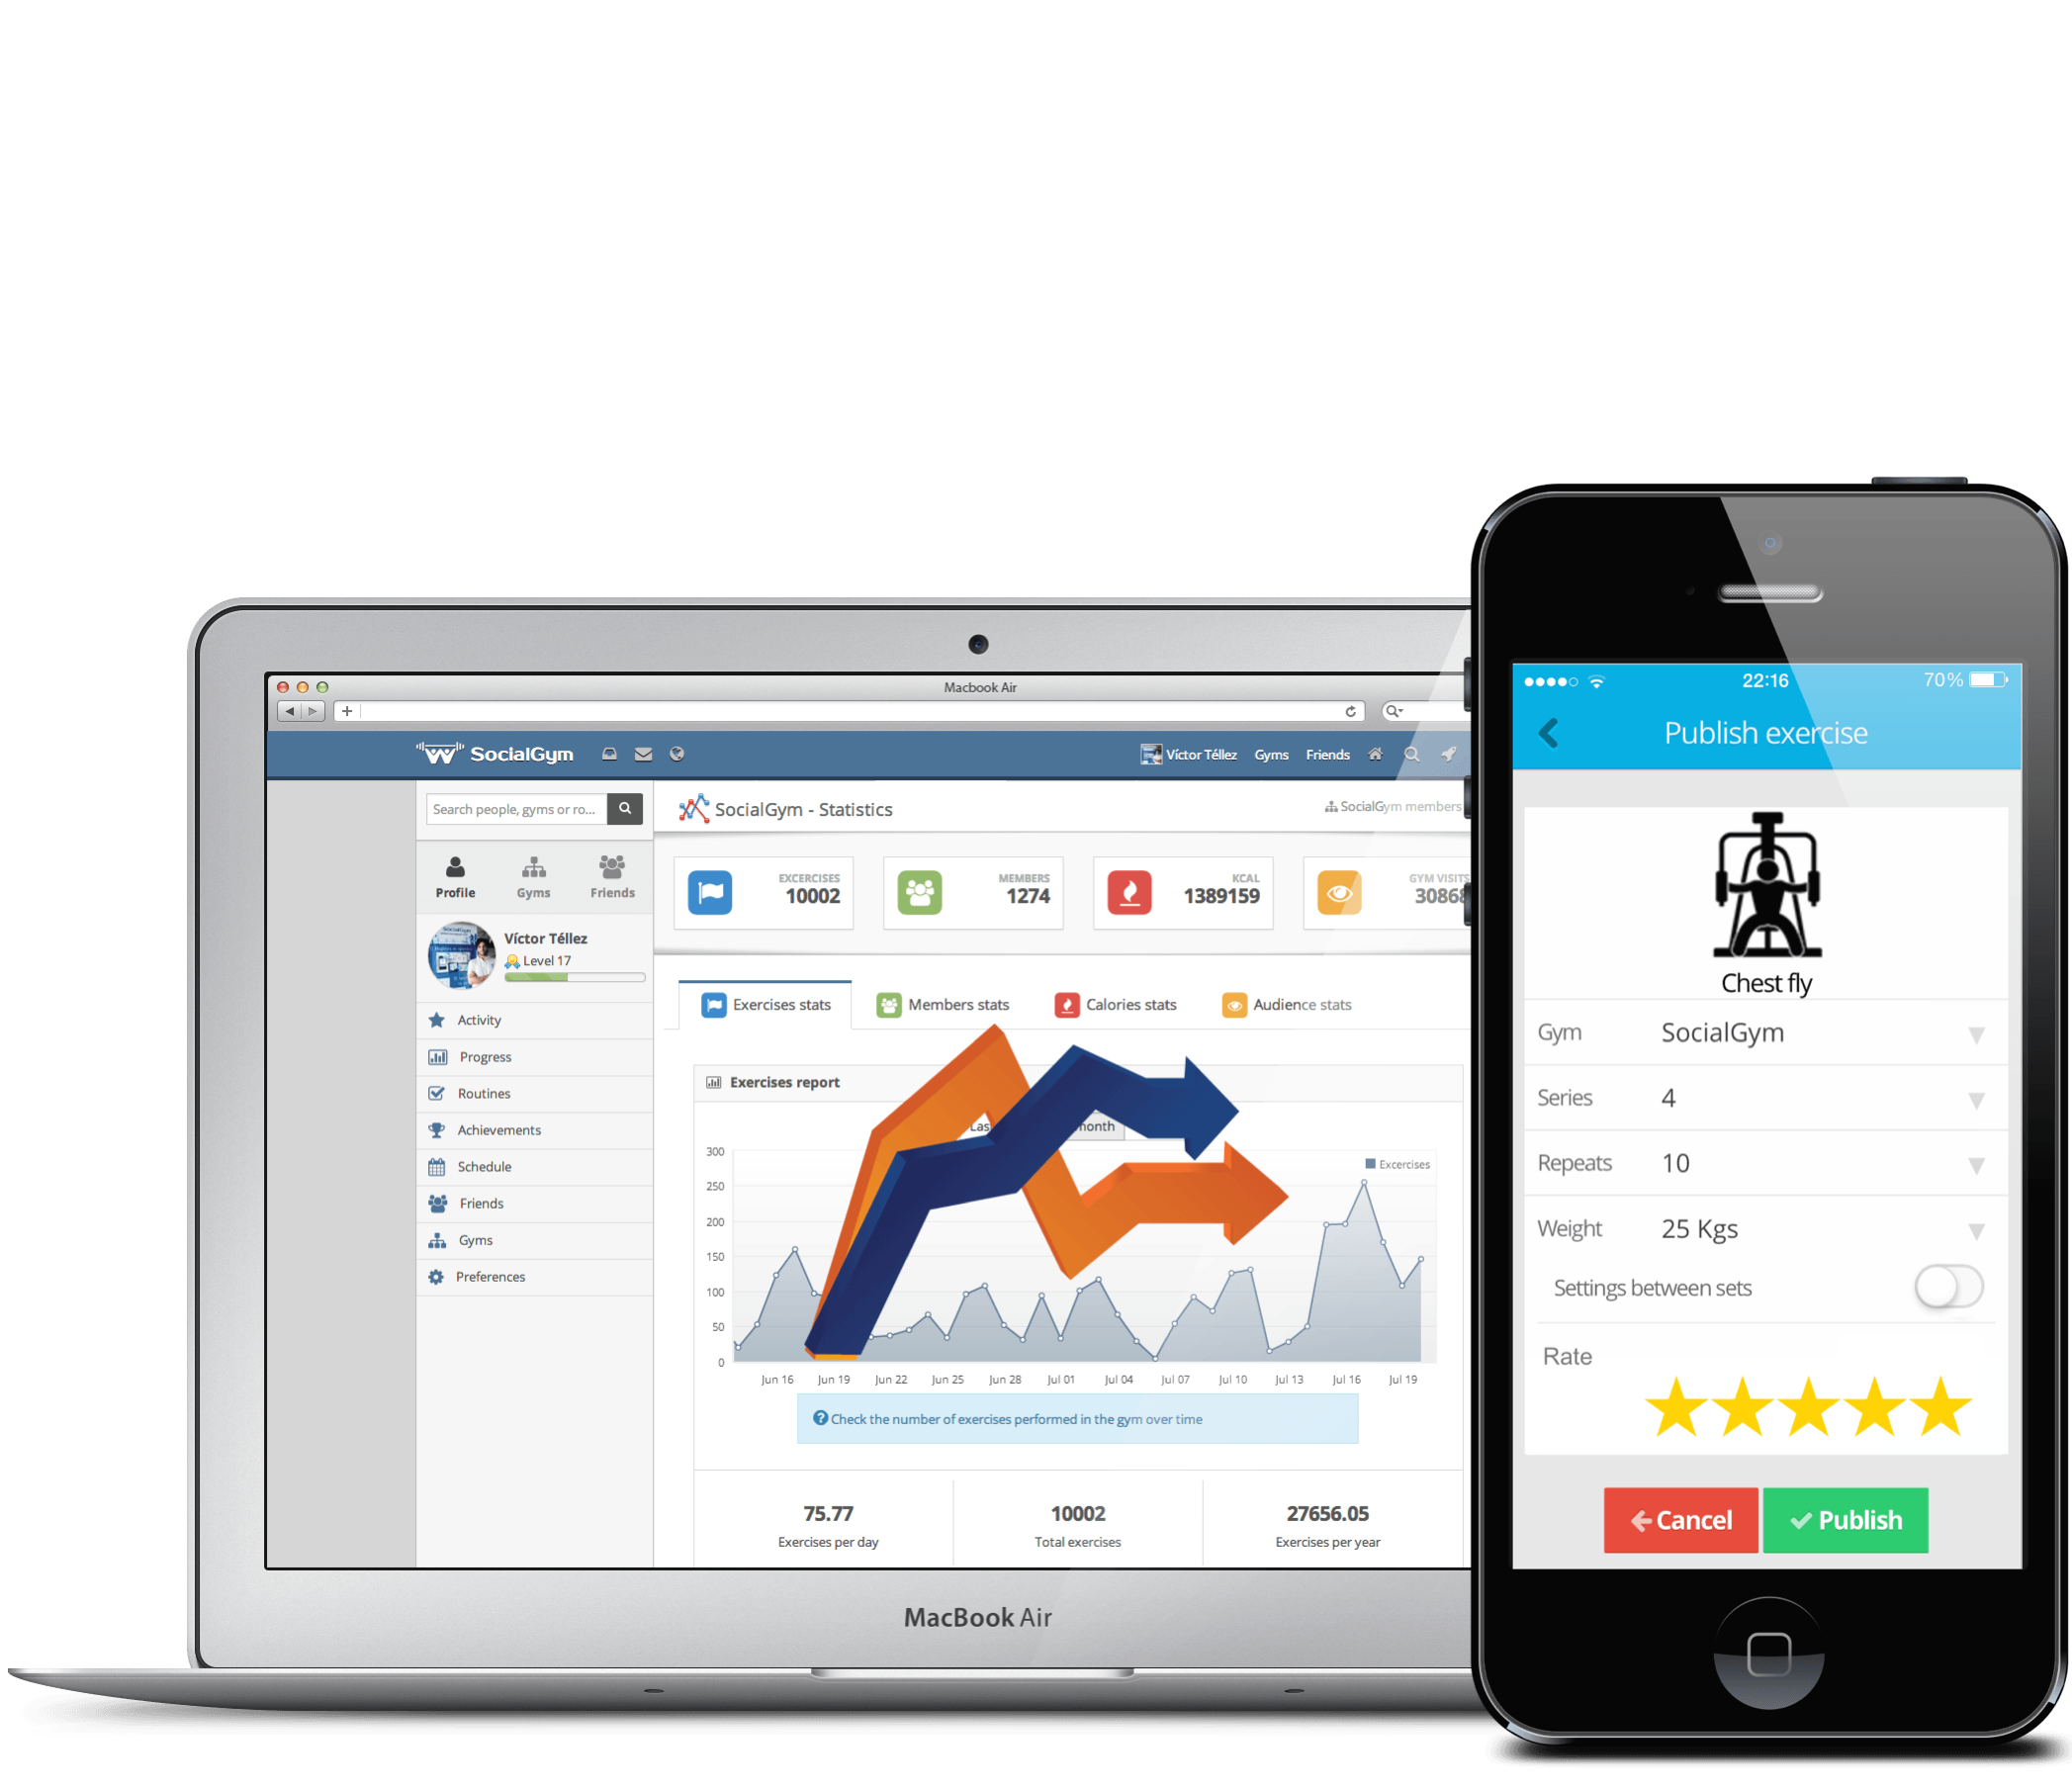 Macbook Air
SocialGym
Víctor Téllez Gyms Friends
Search people, gyms or ro...
SocialGym - Statistics
SocialGym members
Profile Gyms Friends
EXCERCISES
10002
MEMBERS
1274
KCAL
1389159
GYM VISITS
30868
Víctor Téllez
Level 17
Exercises stats Members stats Calories stats Audience stats
Activity
Progress
Routines
Achievements
Schedule
Friends
Gyms
Preferences
Exercises report
month
Excercises
300
250
200
150
100
50
0
Jun 16 Jun 19 Jun 22 Jun 25 Jun 28 Jul 01 Jul 04 Jul 07 Jul 10 Jul 13 Jul 16 Jul 19
Check the number of exercises performed in the gym over time
75.77
Exercises per day
10002
Total exercises
27656.05
Exercises per year
MacBook Air
22:16 70%
Publish exercise
Chest fly
Gym SocialGym
Series 4
Repeats 10
Weight 25 Kgs
Settings between sets
Rate
Cancel Publish